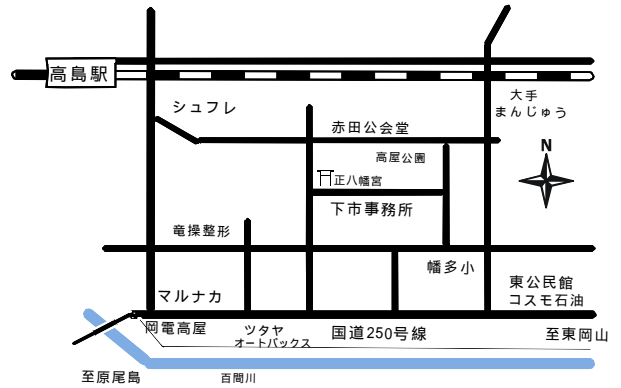 高島駅
シュフレ
大手
まんじゅう
赤田公会堂
高屋公園
N
正八幡宮
下市事務所
竜操整形
幡多小
マルナカ
東公民館
コスモ石油
岡電高屋
ツタヤ
オートバックス
国道250号線
至東岡山
至原尾島
百間川